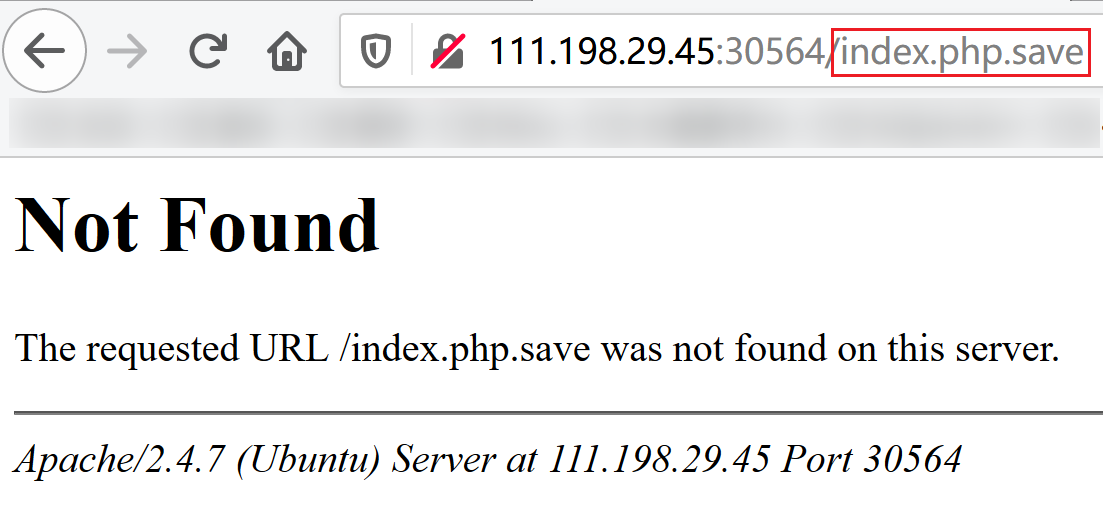 111.198.29.45:30564/index.php.save
Not Found
The requested URL /index.php.save was not found on this server.
Apache/2.4.7 (Ubuntu) Server at 111.198.29.45 Port 30564